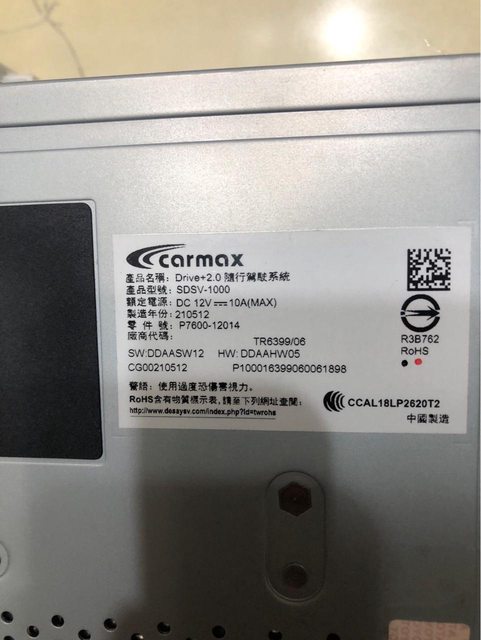 carmax
產品名稱: Drive+2.0 隨行駕駛系統
產品型號: SDSV-1000
額定電源: DC 12V⎓10A(MAX)
製造年份: 210512
零 件 號: P7600-12014
廠商代碼:
TR6399/06
SW:DDAASW12 HW: DDAAHW05
CG00210512 P100016399060061898
R3B762
RoHS
警語: 使用過度恐傷害視力。
RoHS含有物質標示表,請至下列網址查閱:
http://www.desaysv.com/index.php?id=twrohs
CCAL18LP2620T2
中國製造